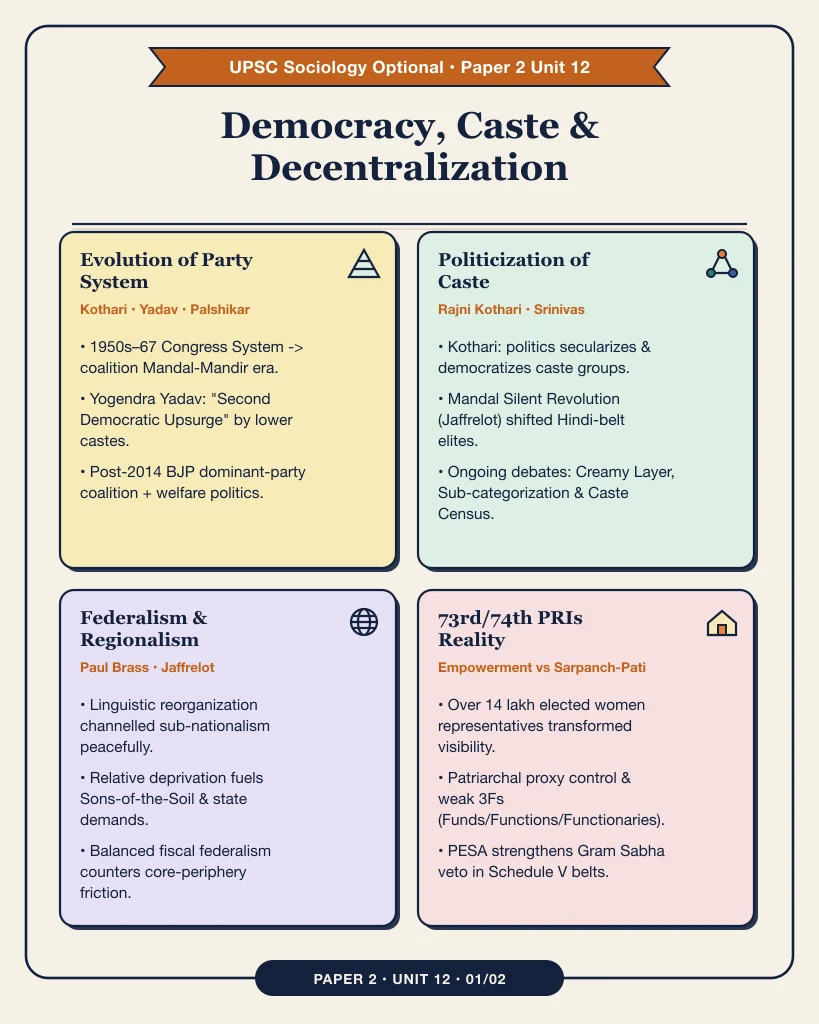 UPSC Sociology Optional • Paper 2 Unit 12
Democracy, Caste &
Decentralization
Evolution of Party
System
Kothari • Yadav • Palshikar
• 1950s–67 Congress System ->
coalition Mandal-Mandir era.
• Yogendra Yadav: "Second
Democratic Upsurge" by lower
castes.
• Post-2014 BJP dominant-party
coalition + welfare politics.
Politicization of
Caste
Rajni Kothari • Srinivas
• Kothari: politics secularizes &
democratizes caste groups.
• Mandal Silent Revolution
(Jaffrelot) shifted Hindi-belt
elites.
• Ongoing debates: Creamy Layer,
Sub-categorization & Caste
Census.
Federalism &
Regionalism
Paul Brass • Jaffrelot
• Linguistic reorganization
channelled sub-nationalism
peacefully.
• Relative deprivation fuels
Sons-of-the-Soil & state
demands.
• Balanced fiscal federalism
counters core-periphery
friction.
73rd/74th PRIs
Reality
Empowerment vs Sarpanch-Pati
• Over 14 lakh elected women
representatives transformed
visibility.
• Patriarchal proxy control &
weak 3Fs
(Funds/Functions/Functionaries).
• PESA strengthens Gram Sabha
veto in Schedule V belts.
PAPER 2 • UNIT 12 • 01/02